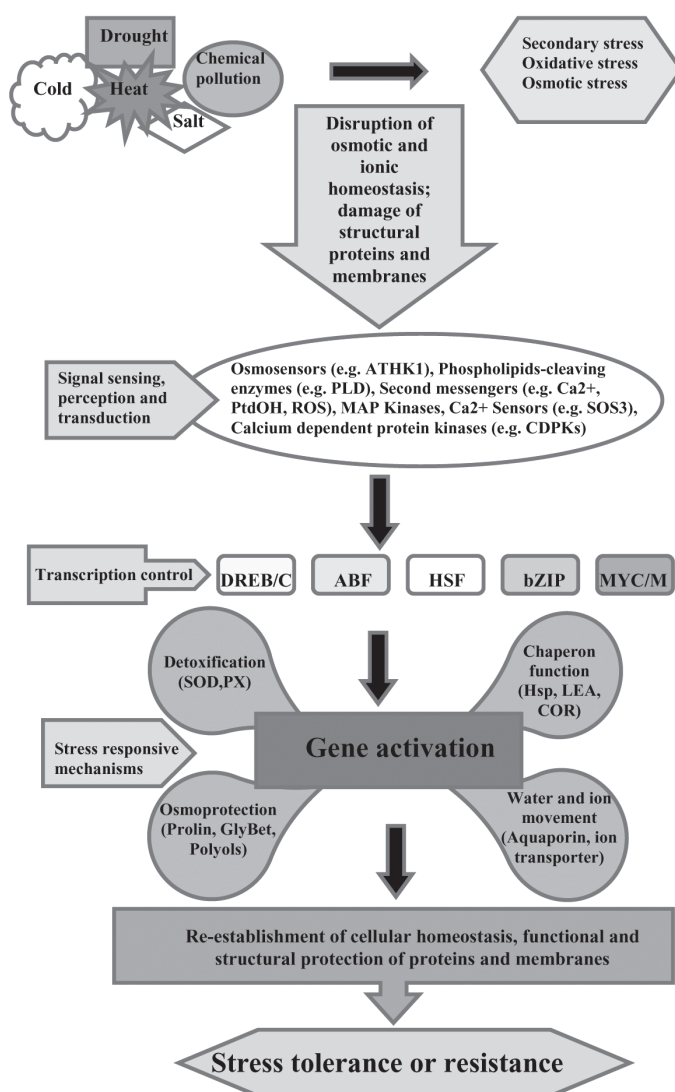 Drought
Chemical
pollution
Cold
Heat
Salt
Secondary stress
Oxidative stress
Osmotic stress
Disruption of
osmotic and
ionic
homeostasis;
damage of
structural
proteins and
membranes
Signal sensing,
perception and
transduction
Osmosensors (e.g. ATHK1), Phospholipids-cleaving
enzymes (e.g. PLD), Second messengers (e.g. Ca2+,
PtdOH, ROS), MAP Kinases, Ca2+ Sensors (e.g. SOS3),
Calcium dependent protein kinases (e.g. CDPKs)
Transcription control
DREB/C
ABF
HSF
bZIP
MYC/M
Detoxification
(SOD,PX)
Chaperon
function
(Hsp, LEA,
COR)
Stress responsive
mechanisms
Gene activation
Osmoprotection
(Prolin, GlyBet,
Polyols)
Water and ion
movement
(Aquaporin, ion
transporter)
Re-establishment of cellular homeostasis, functional and
structural protection of proteins and membranes
Stress tolerance or resistance